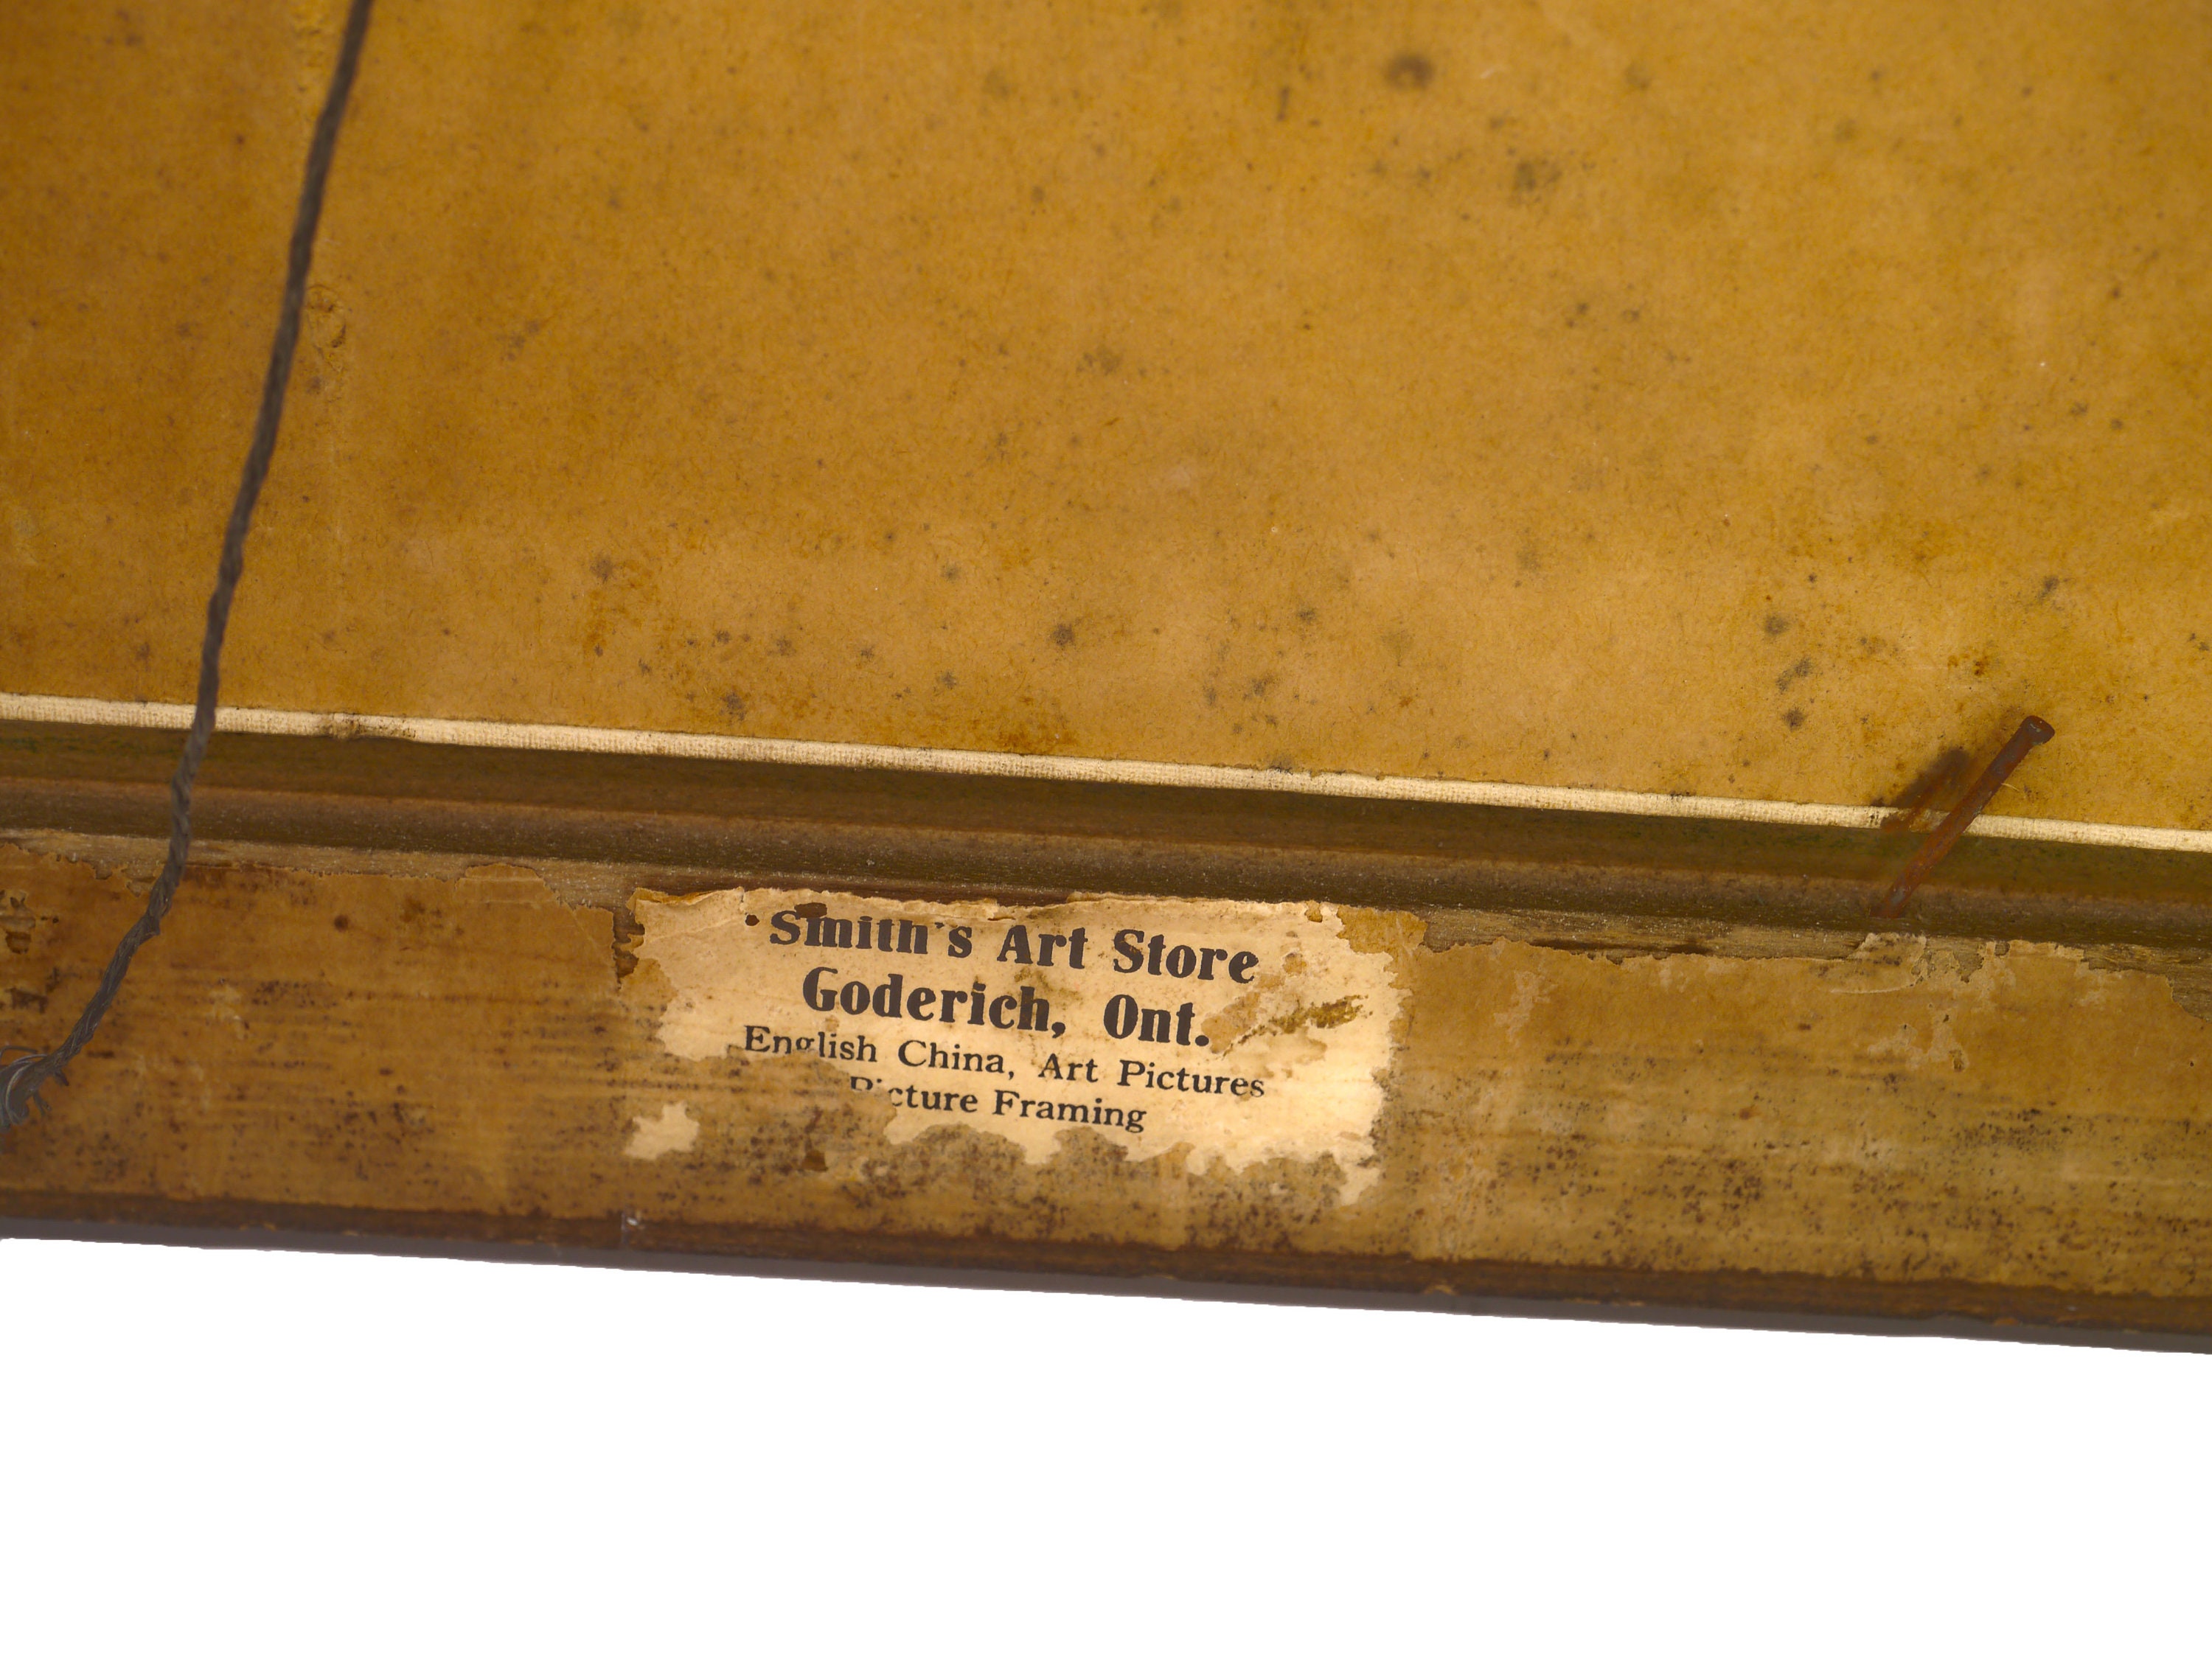 Smith's Art Store
Goderich, Ont.
English China, Art Pictures
Picture Framing